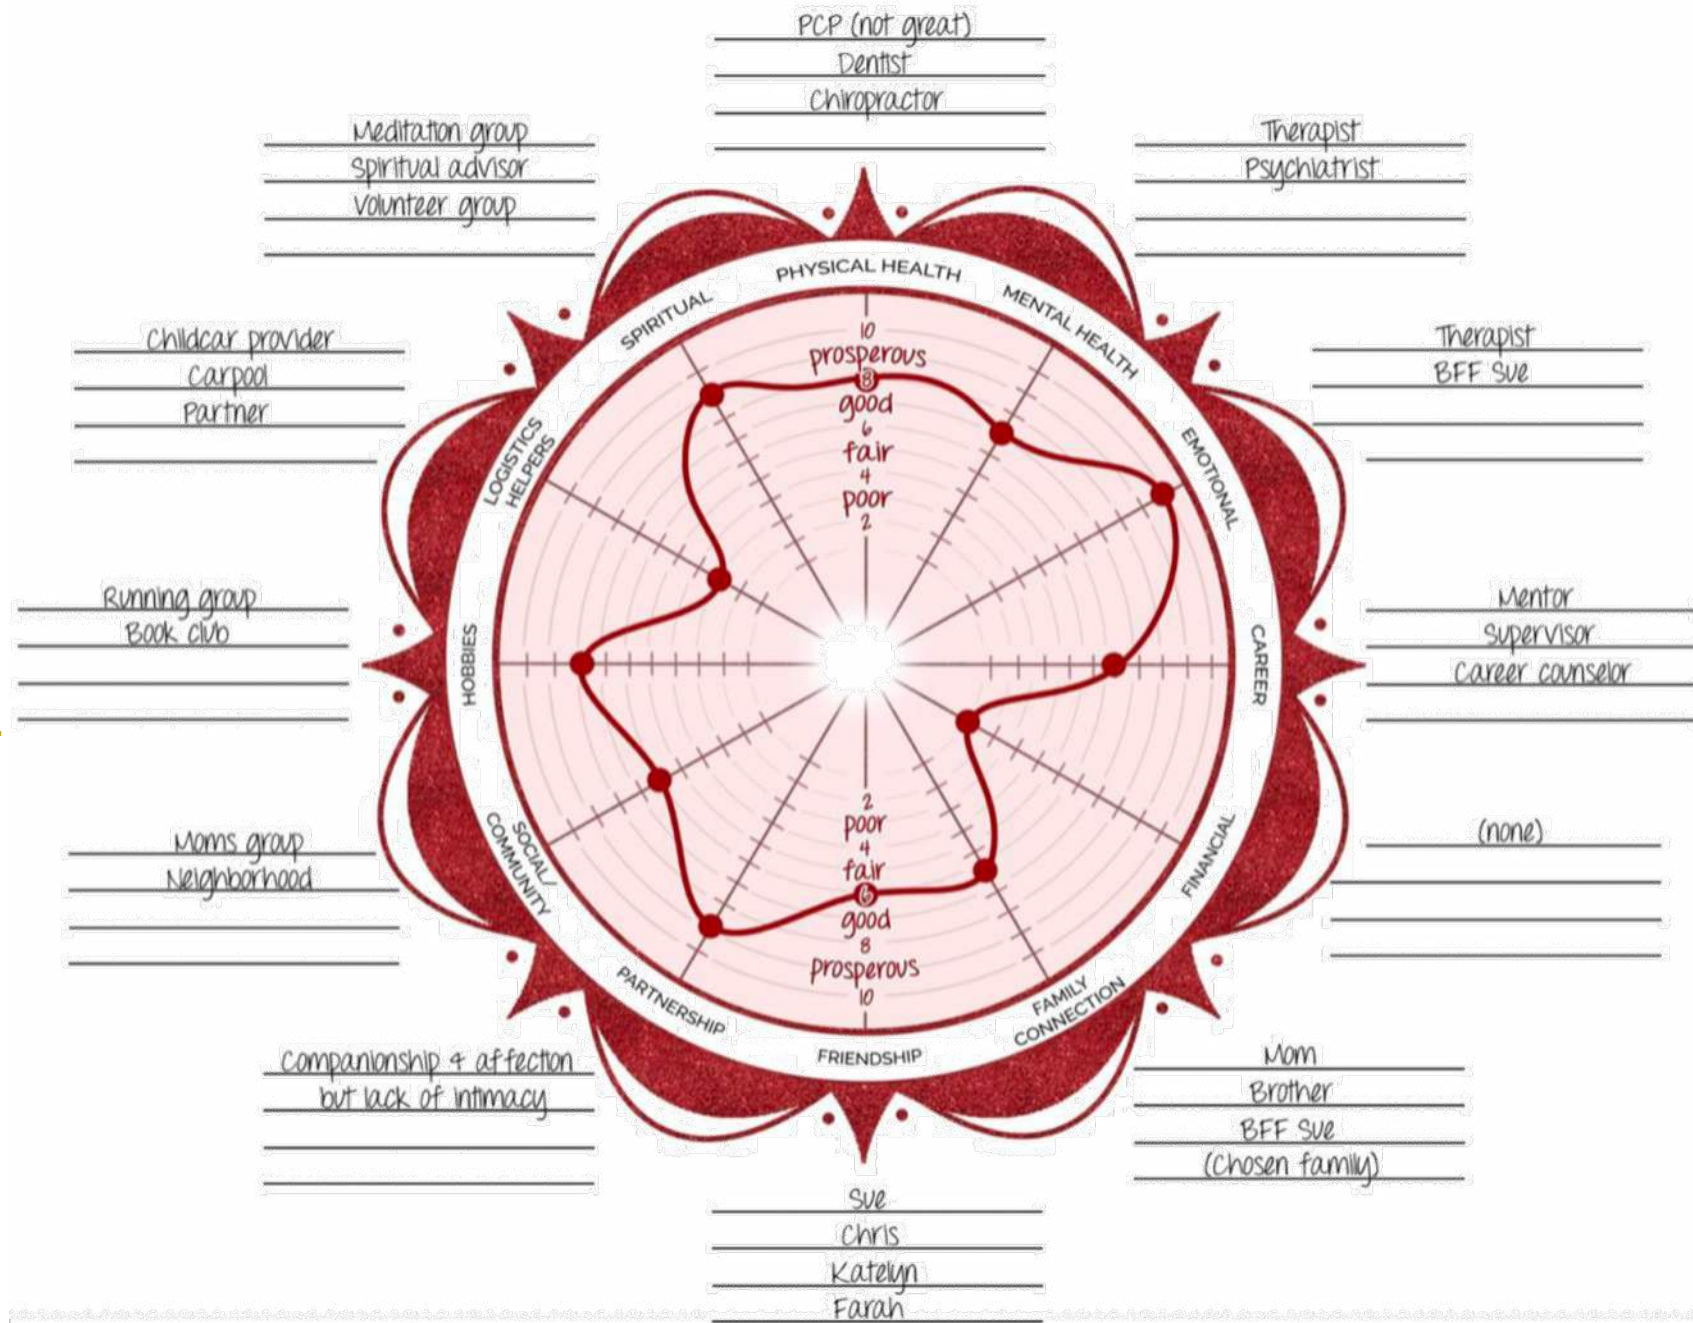 PCP (not great)
Dentist
Chiropractor
Meditation group
Spiritual advisor
Volunteer group
Therapist
Psychiatrist
Childcar provider
Carpool
Partner
Therapist
BFF Sue
Running group
Book club
Mentor
Supervisor
Career counselor
Moms group
Neighborhood
(none)
Companionship & affection
but lack of intimacy
Mom
Brother
BFF Sue
(Chosen family)
Sue
Chris
Katelyn
Farah
PHYSICAL HEALTH
MENTAL HEALTH
EMOTIONAL
CAREER
FINANCIAL
FAMILY
CONNECTION
FRIENDSHIP
PARTNERSHIP
SOCIAL/
COMMUNITY
HOBBIES
LOGISTICS
HELPERS
SPIRITUAL
10
prosperous
8
good
6
fair
4
poor
2
2
poor
4
fair
6
good
8
prosperous
10